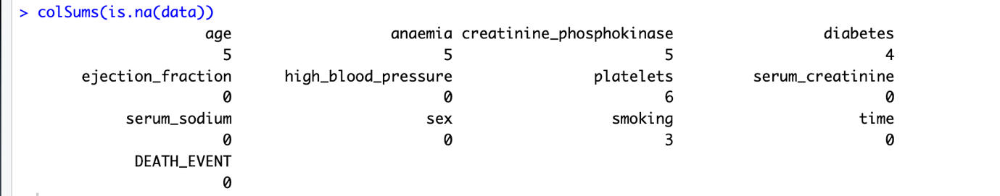 > colSums(is.na(data))
age anaemia creatinine_phosphokinase diabetes
5 5 5 4
ejection_fraction high_blood_pressure platelets serum_creatinine
0 0 6 0
serum_sodium sex smoking time
0 0 3 0
DEATH_EVENT
0